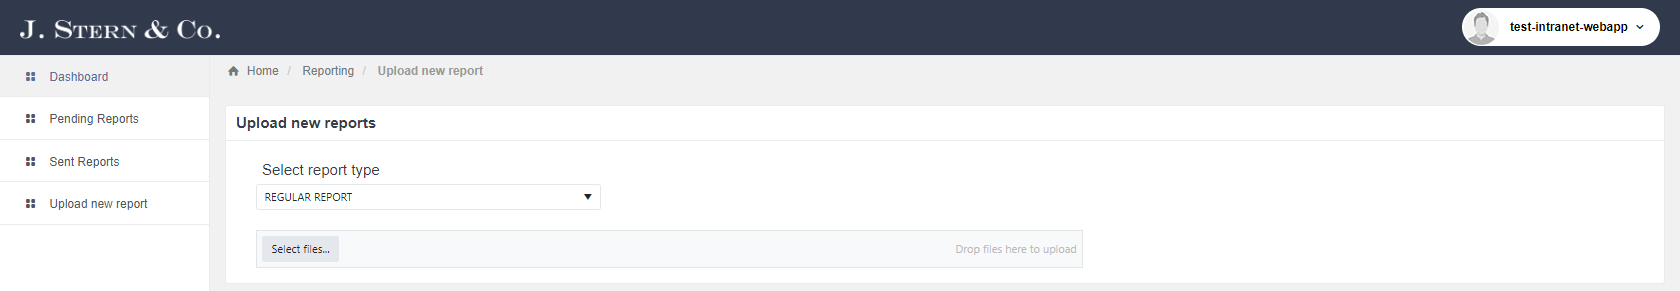 J. Stern & Co.
test-intranet-webapp
Dashboard
Pending Reports
Sent Reports
Upload new report
Home / Reporting / Upload new report
Upload new reports
Select report type
REGULAR REPORT
Select files...
Drop files here to upload